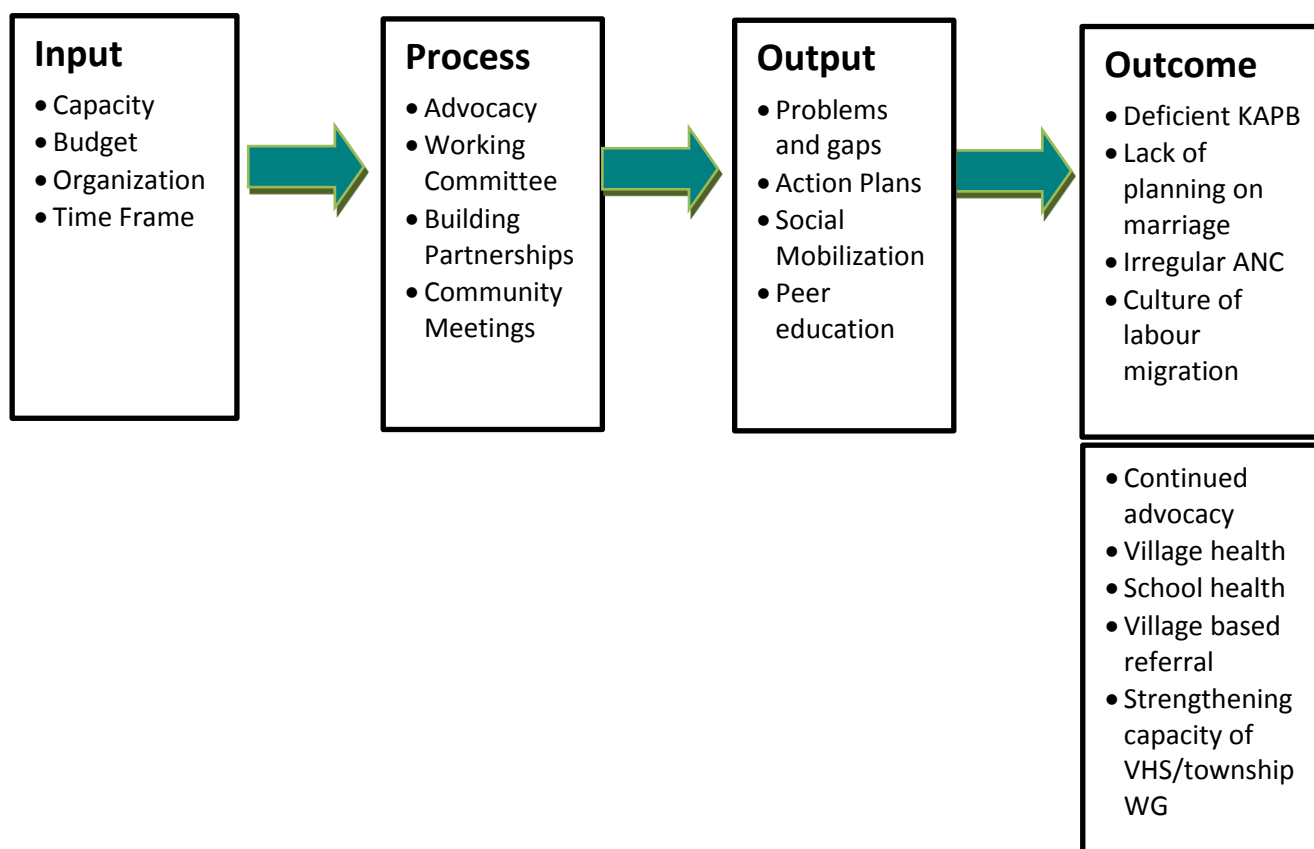 Input
• Capacity
• Budget
• Organization
• Time Frame
Process
• Advocacy
• Working
Committee
• Building
Partnerships
• Community
Meetings
Output
• Problems
and gaps
• Action Plans
• Social
Mobilization
• Peer
education
Outcome
• Deficient KAPB
• Lack of
planning on
marriage
• Irregular ANC
• Culture of
labour
migration
• Continued
advocacy
• Village health
• School health
• Village based
referral
• Strengthening
capacity of
VHS/township
WG